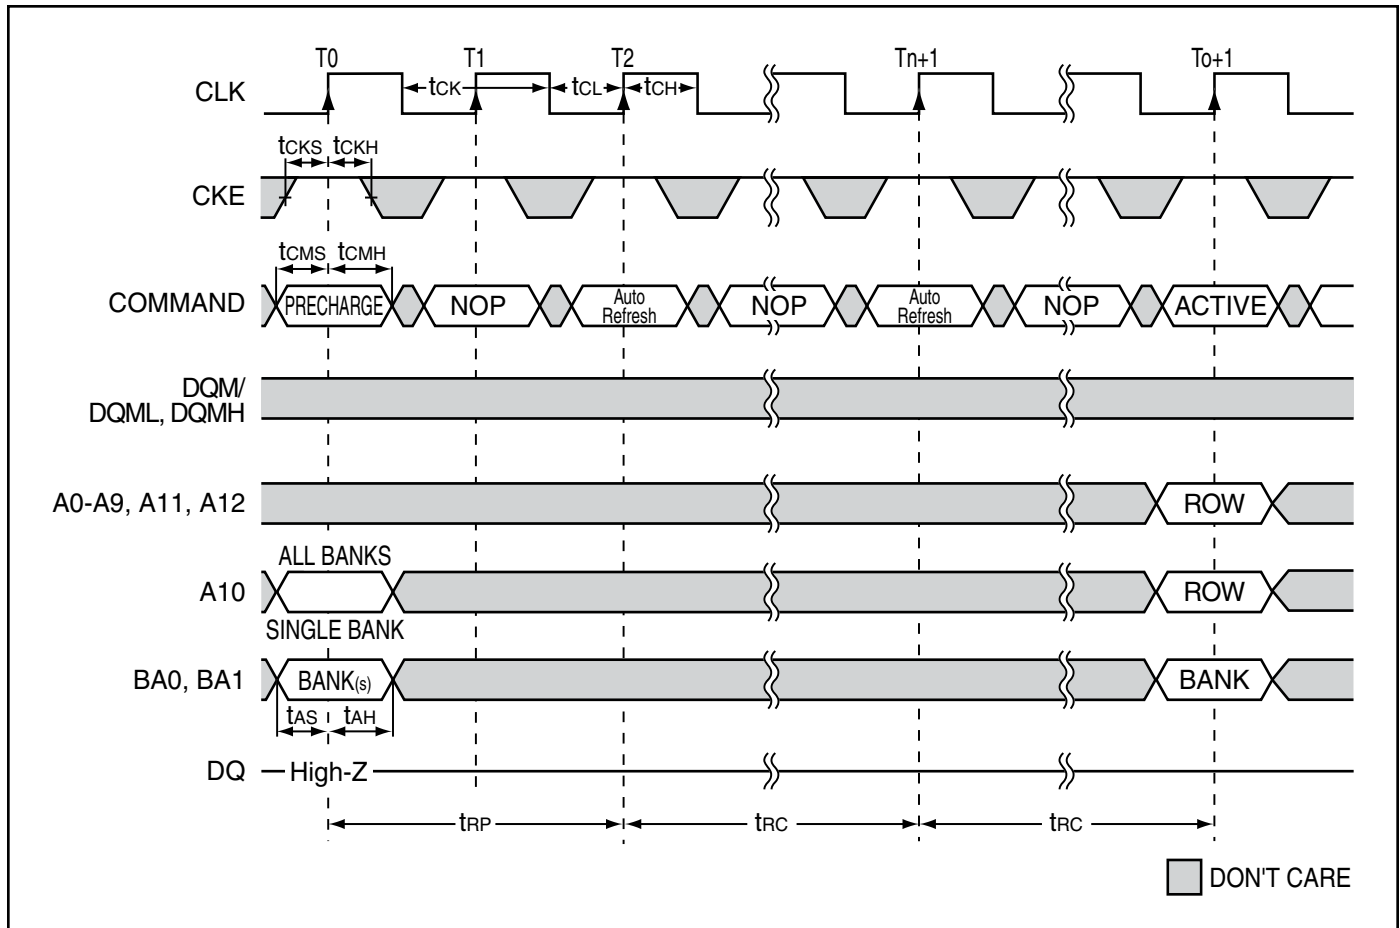 T0 T1 T2 Tn+1 To+1
CLK tCK tCL tCH
tCKS tCKH
CKE
tCMS tCMH
COMMAND PRECHARGE NOP Auto Refresh NOP Auto Refresh NOP ACTIVE
DQM/
DQML, DQMH
A0-A9, A11, A12 ROW
ALL BANKS
A10 ROW
SINGLE BANK
BA0, BA1 BANK(s) BANK
tAS tAH
DQ High-Z
tRP tRC tRC
DON'T CARE